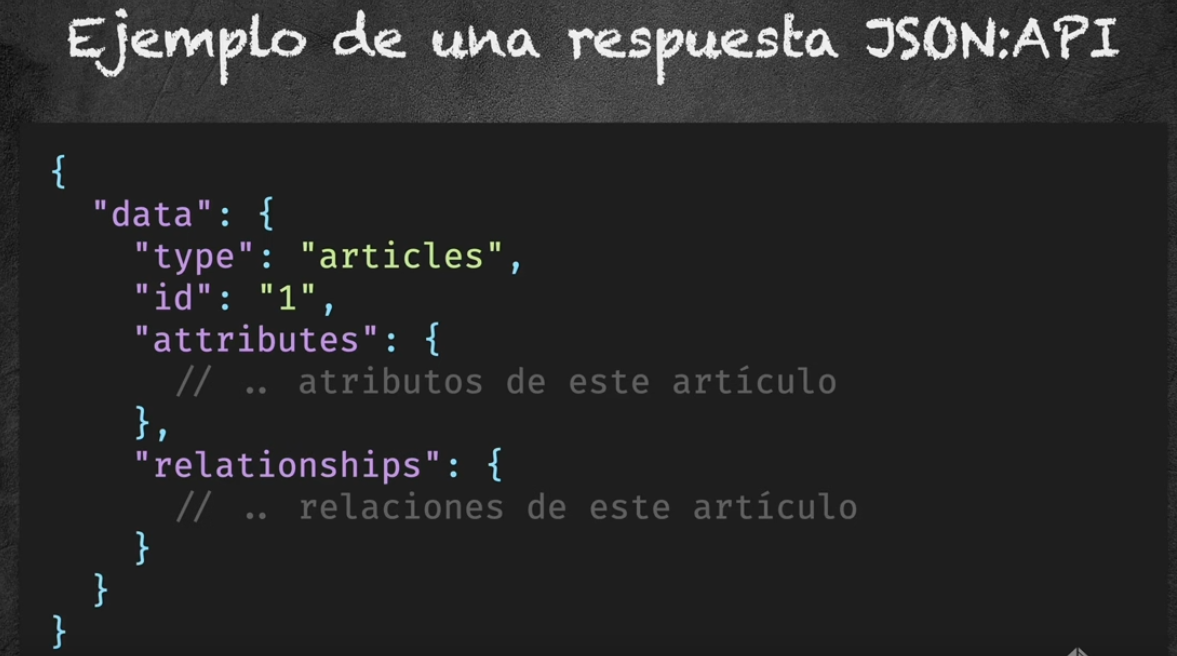 Ejemplo de una respuesta JSON:API
{
"data": {
"type": "articles",
"id": "1",
"attributes": {
// .. atributos de este artículo
},
"relationships": {
// .. relaciones de este artículo
}
}
}